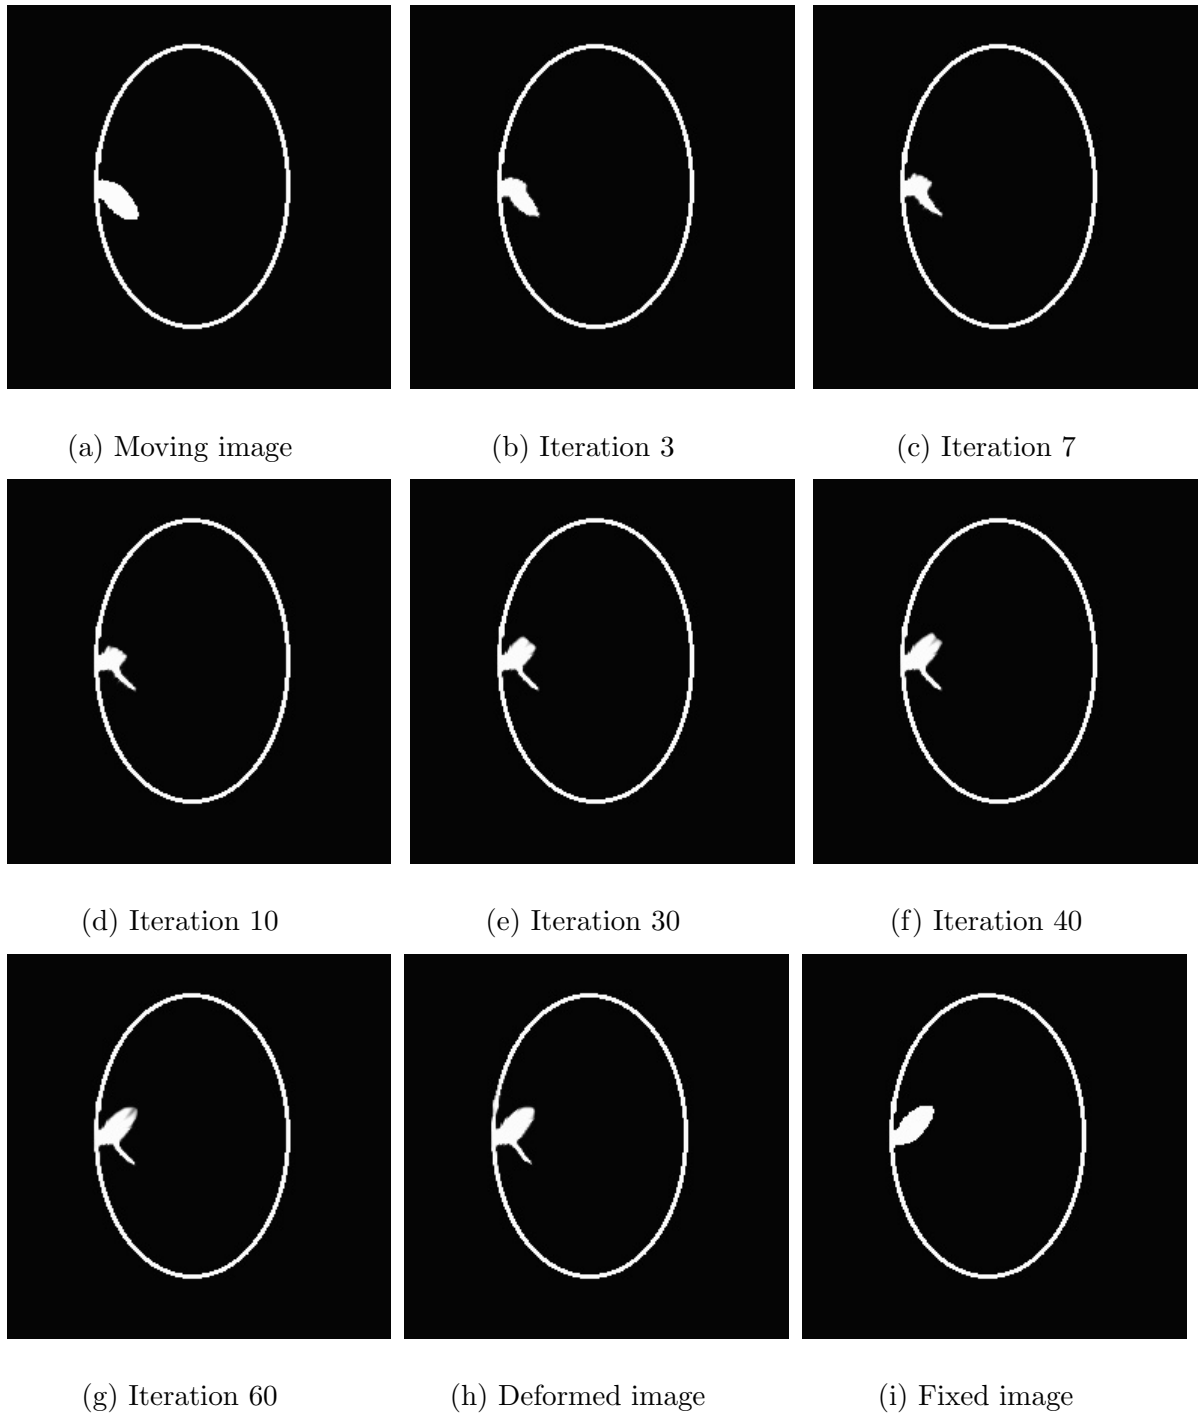 (a) Moving image
(b) Iteration 3
(c) Iteration 7
(d) Iteration 10
(e) Iteration 30
(f) Iteration 40
(g) Iteration 60
(h) Deformed image
(i) Fixed image